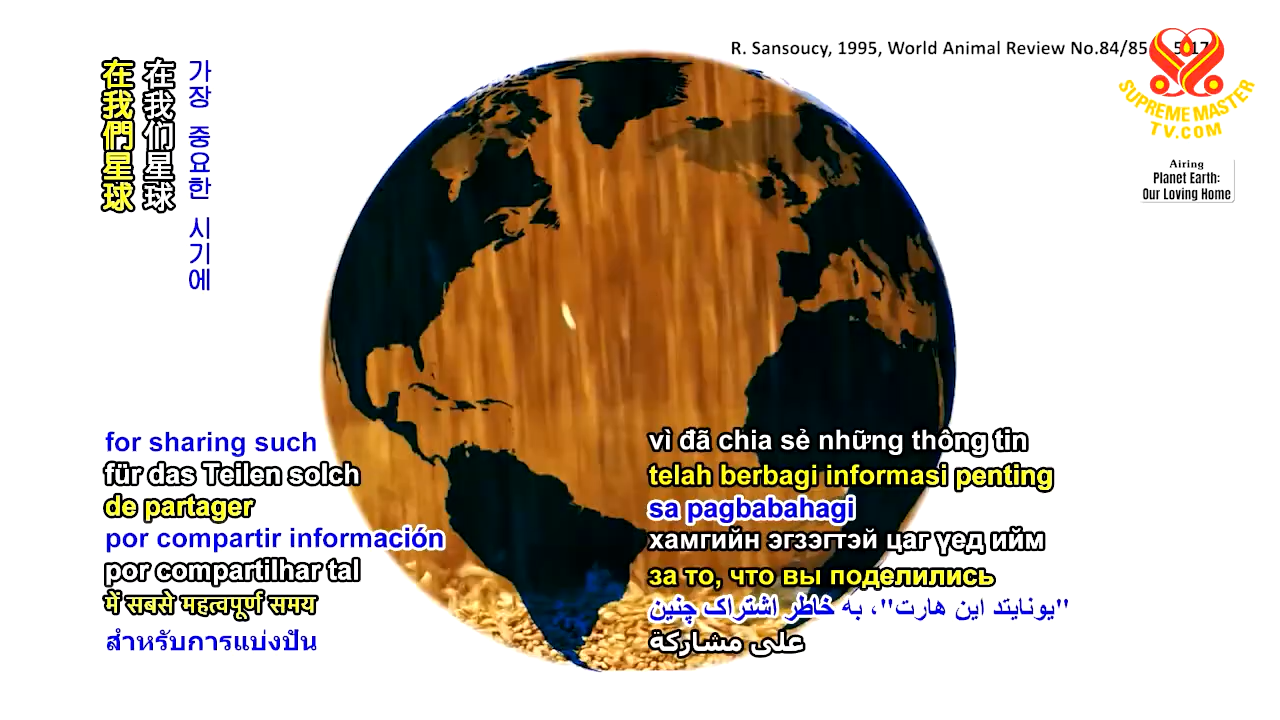 R. Sansoucy, 1995, World Animal Review No.84/85
SUPREME MASTER
TV.COM
Airing
Planet Earth:
Our Loving Home
在我們星球
在我们星球
가장 중요한 시기에
for sharing such
für das Teilen solch
de partager
por compartir información
por compartilhar tal
में सबसे महत्वपूर्ण समय
สำหรับการแบ่งปัน
vì đã chia sẻ những thông tin
telah berbagi informasi penting
sa pagbabahagi
хамгийн эгзэгтэй цаг үед ийм
за то, что вы поделились
"یونایتد این هارت"، به خاطر اشتراک چنین
على مشاركة